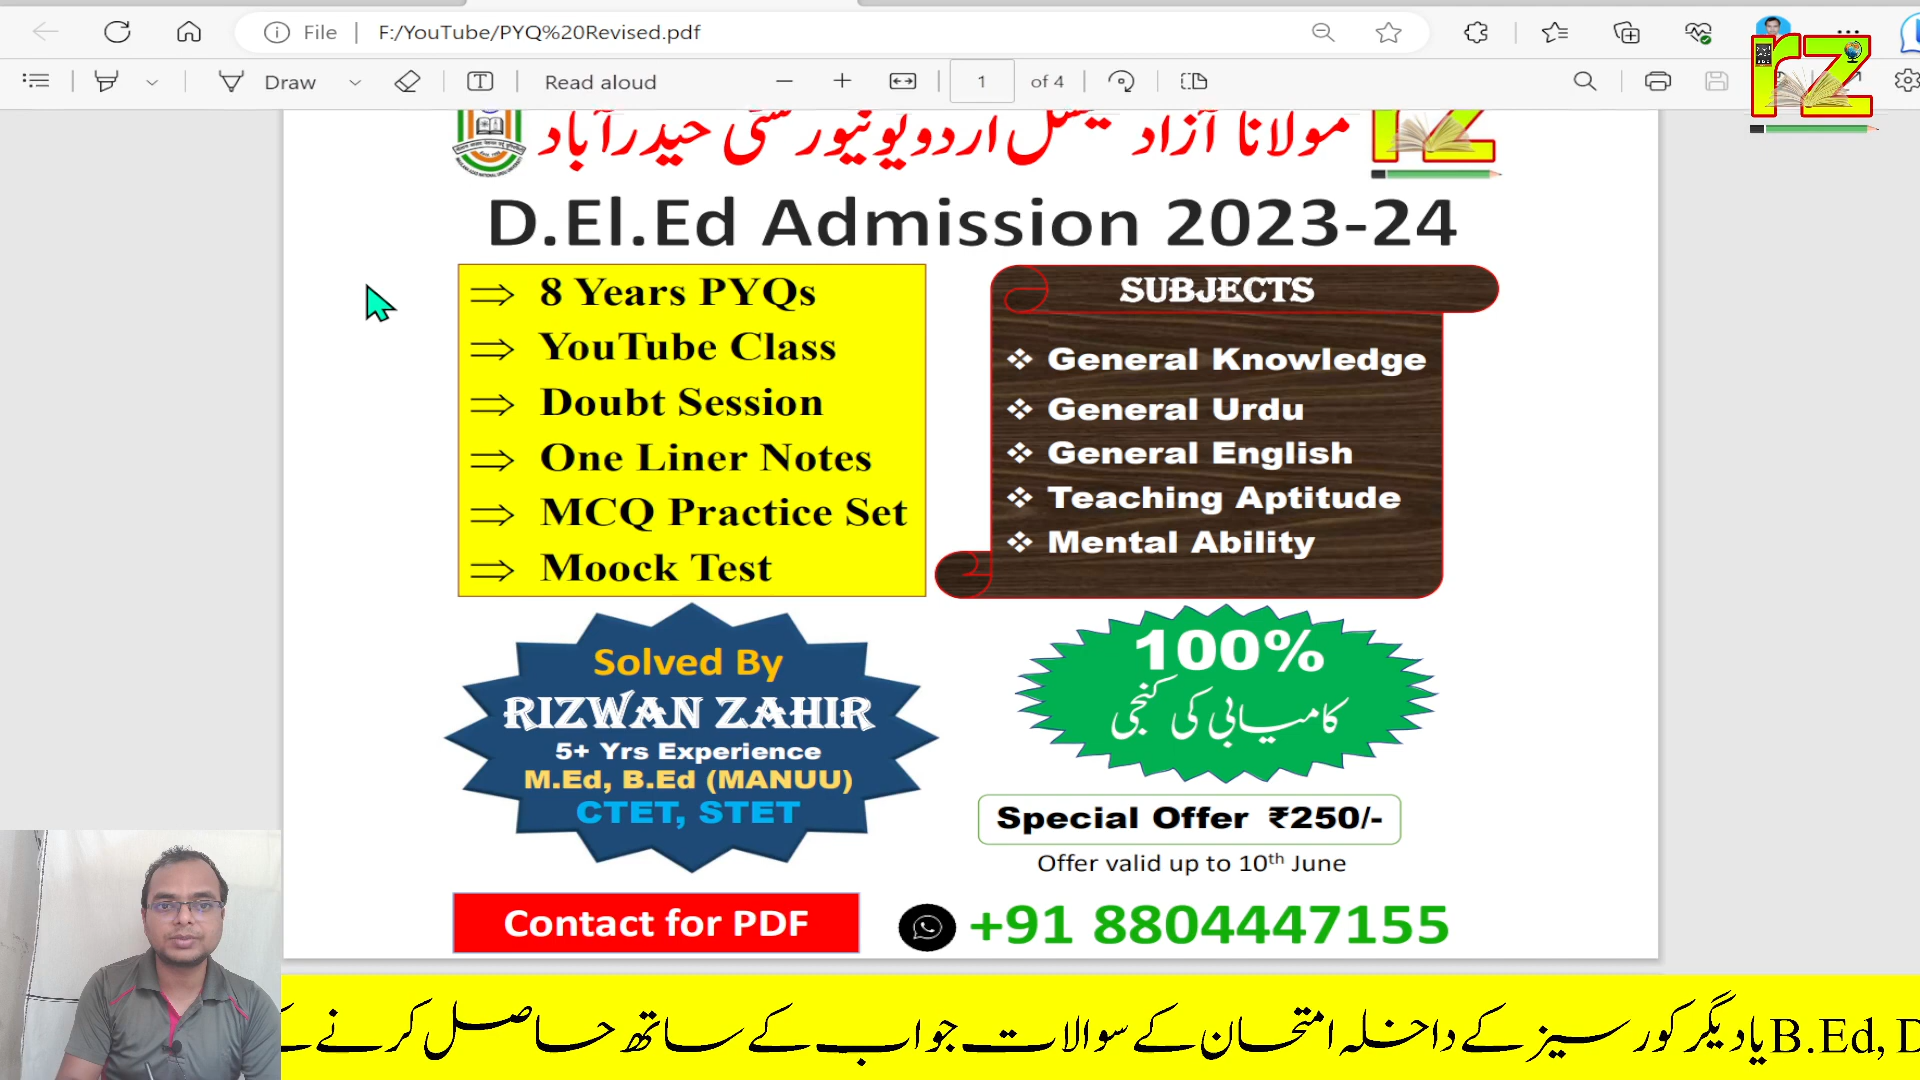 File | F:/YouTube/PYQ%20Revised.pdf
Draw
Read aloud
1 of 4
rz
مولانا آزاد نیشنل اردو یونیورسٹی حیدرآباد
rz
D.El.Ed Admission 2023-24
⇒ 8 Years PYQs
⇒ YouTube Class
⇒ Doubt Session
⇒ One Liner Notes
⇒ MCQ Practice Set
⇒ Moock Test
SUBJECTS
❖ General Knowledge
❖ General Urdu
❖ General English
❖ Teaching Aptitude
❖ Mental Ability
Solved By
RIZWAN ZAHIR
5+ Yrs Experience
M.Ed, B.Ed (MANUU)
CTET, STET
100%
کامیابی کی کنجی
Special Offer ₹250/-
Offer valid up to 10th June
Contact for PDF
+91 8804447155
B.Ed, D یا دیگر کورسیز کے داخلہ امتحان کے سوالات جواب کے ساتھ حاصل کرنے کے